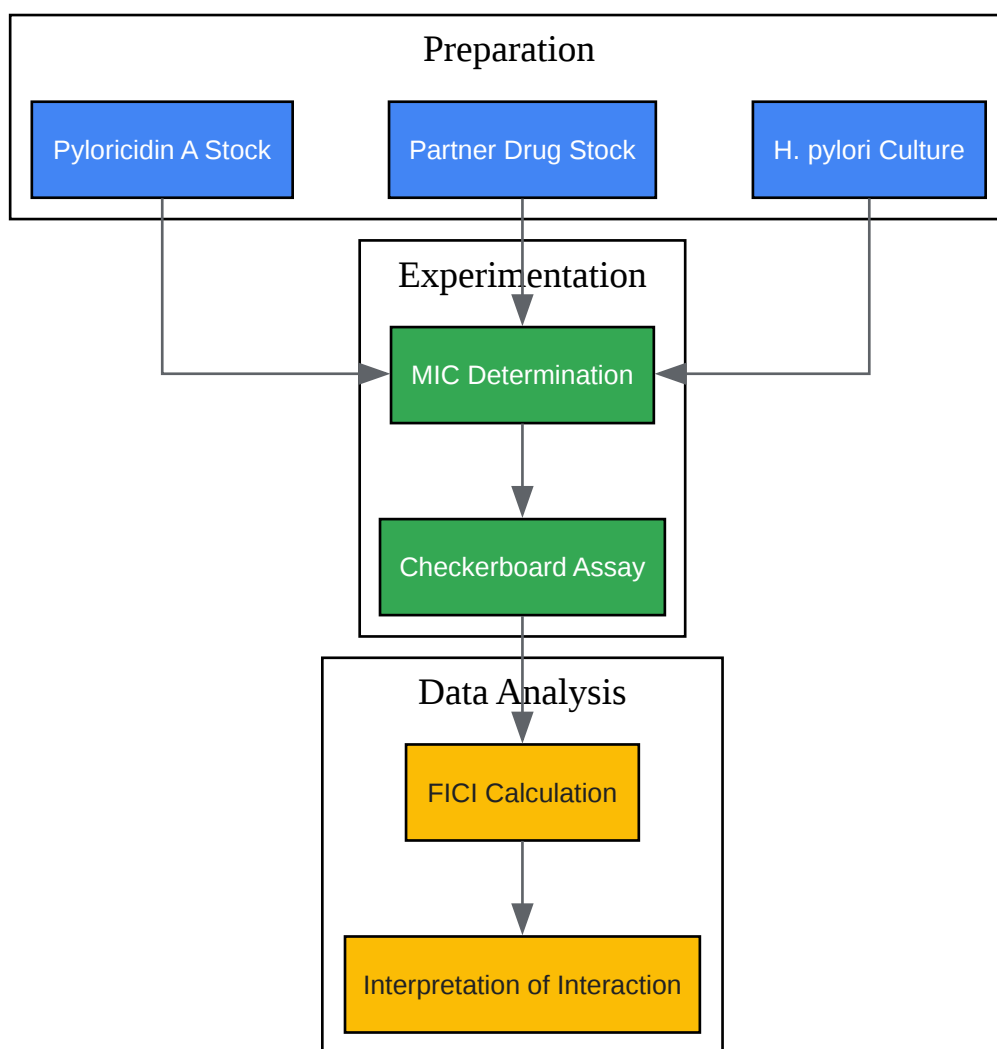 Preparation
Pyloricidin A Stock
Partner Drug Stock
H. pylori Culture
Experimentation
MIC Determination
Checkerboard Assay
Data Analysis
FICI Calculation
Interpretation of Interaction